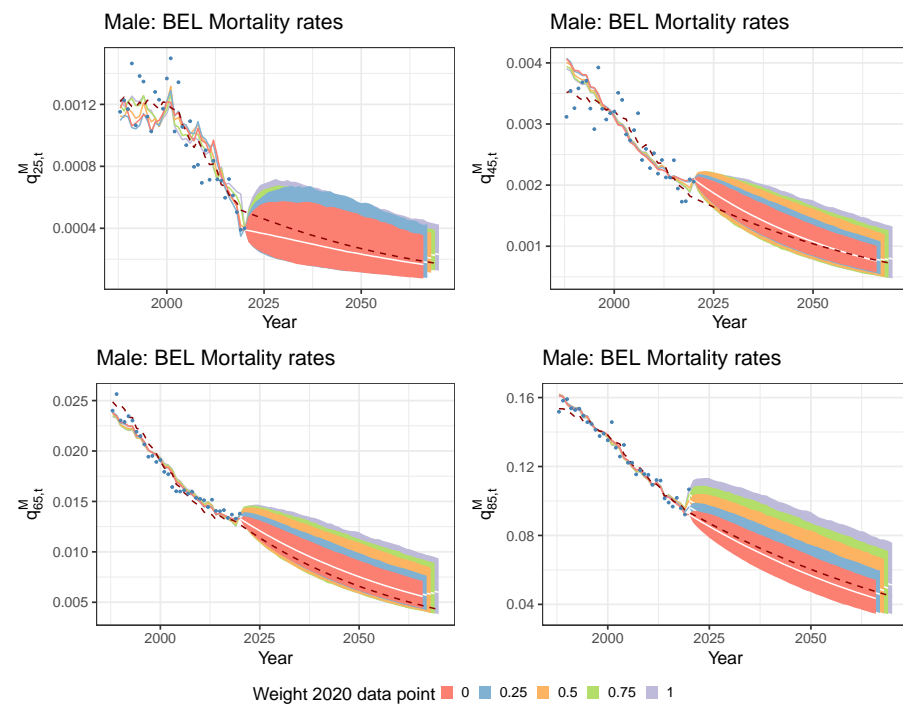 Male: BEL Mortality rates
Male: BEL Mortality rates
0.0012
0.0008
0.0004
q^M_25,t
2000
2025
2050
Year
0.004
0.003
0.002
0.001
q^M_45,t
2000
2025
2050
Year
Male: BEL Mortality rates
Male: BEL Mortality rates
0.025
0.020
0.015
0.010
0.005
q^M_65,t
2000
2025
2050
Year
0.16
0.12
0.08
0.04
q^M_85,t
2000
2025
2050
Year
Weight 2020 data point 0 0.25 0.5 0.75 1